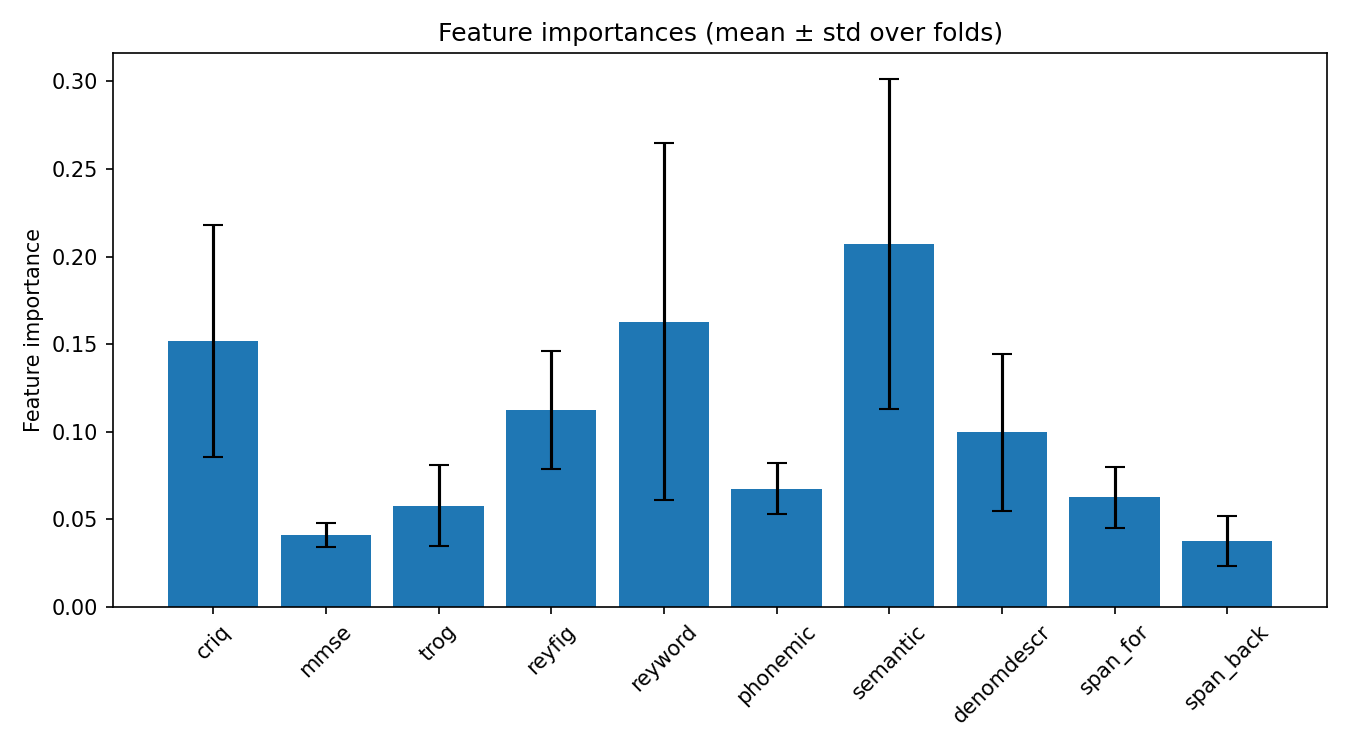 Feature importances (mean ± std over folds)
Feature importance
0.30
0.25
0.20
0.15
0.10
0.05
0.00
criq
mmse
trog
reyfig
reyword
phonemic
semantic
denomdescr
span_for
span_back